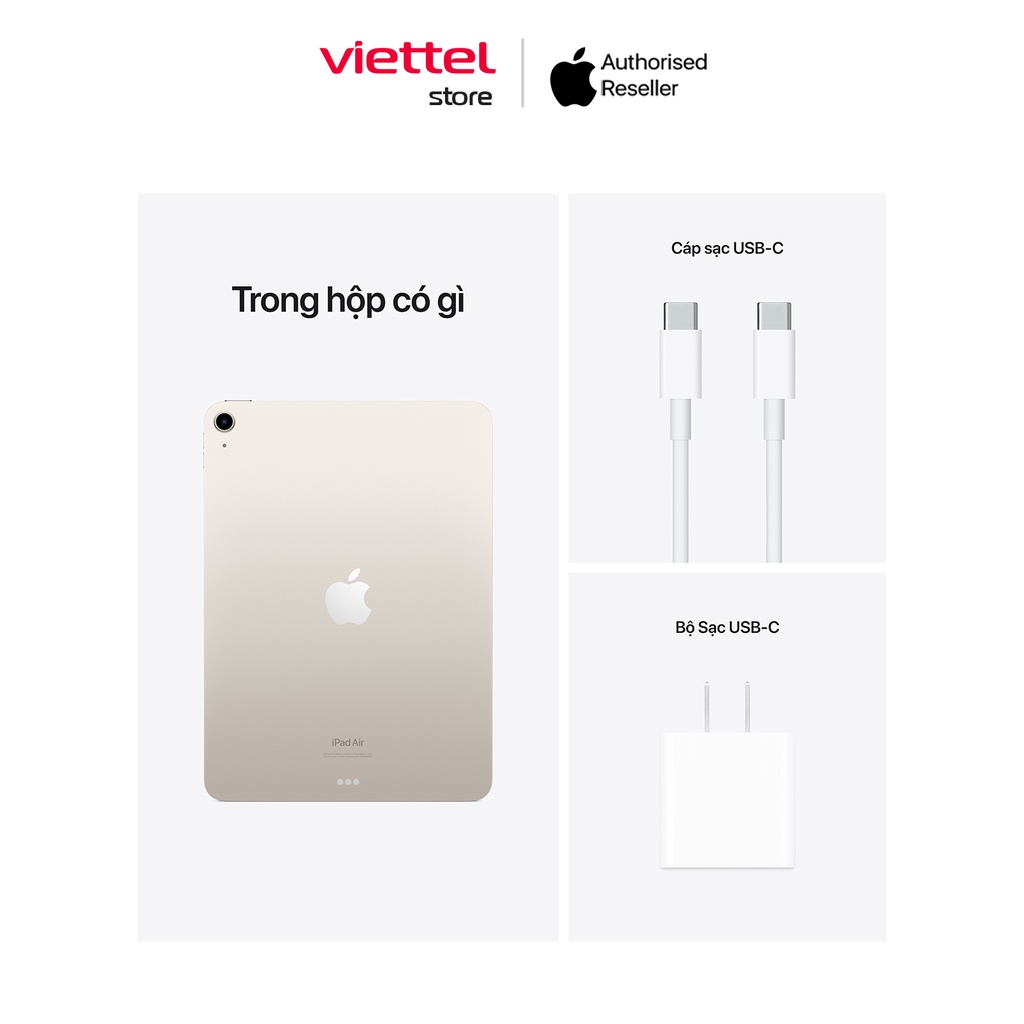 viettel
store
Authorised
Reseller
Trong hộp có gì
iPad Air
Cáp sạc USB-C
Bộ Sạc USB-C